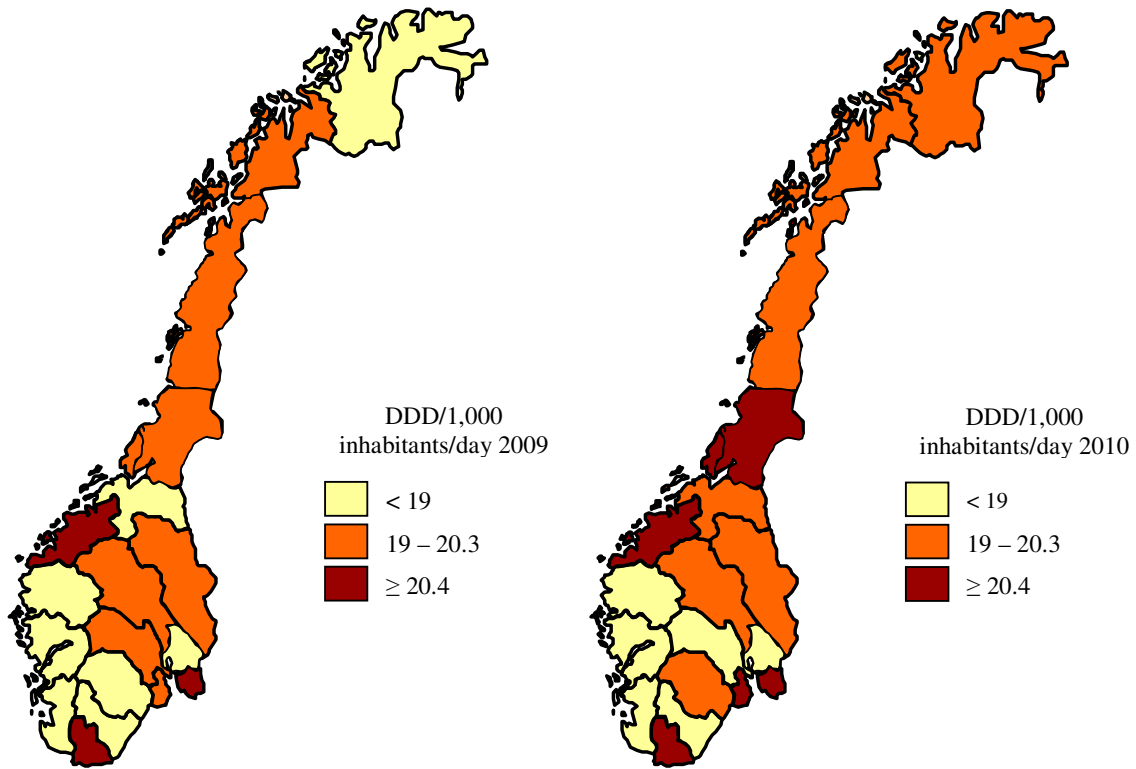 DDD/1,000
inhabitants/day 2009
< 19
19 – 20.3
≥ 20.4
DDD/1,000
inhabitants/day 2010
< 19
19 – 20.3
≥ 20.4